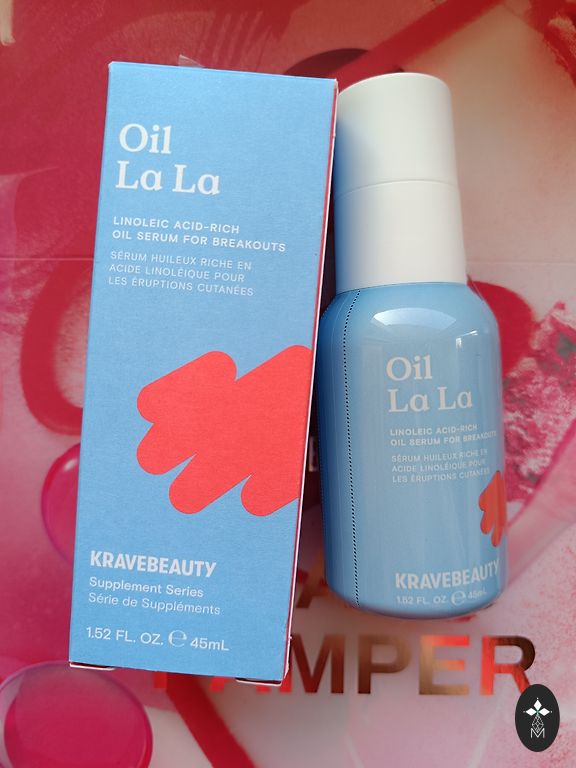 Oil
La La
LINOLEIC ACID-RICH
OIL SERUM FOR BREAKOUTS
SÉRUM HUILEUX RICHE EN
ACIDE LINOLÉIQUE POUR
LES ÉRUPTIONS CUTANÉES
KRAVEBEAUTY
Supplement Series
Série de Suppléments
1.52 FL. OZ. ℮ 45mL
Oil
La La
LINOLEIC ACID-RICH
OIL SERUM FOR BREAKOUTS
SÉRUM HUILEUX RICHE EN
ACIDE LINOLÉIQUE POUR
LES ÉRUPTIONS CUTANÉES
KRAVEBEAUTY
1.52 FL. OZ. ℮ 45mL
AMPER
M